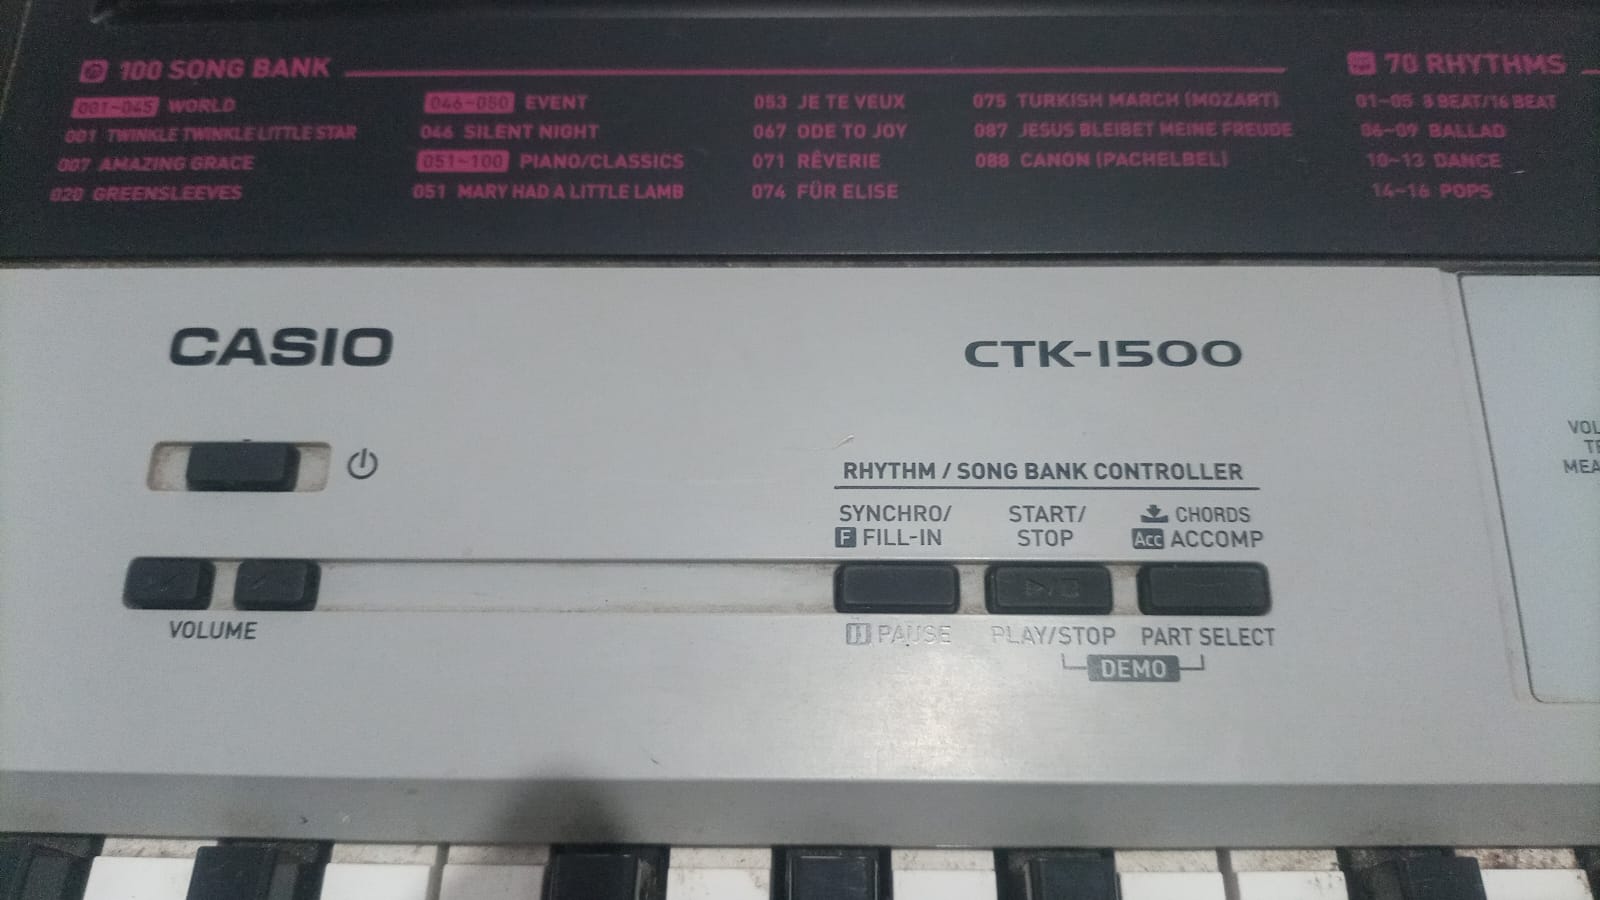 100 SONG BANK
001~045 WORLD
001 TWINKLE TWINKLE LITTLE STAR
007 AMAZING GRACE
020 GREENSLEEVES
046~050 EVENT
046 SILENT NIGHT
051~100 PIANO/CLASSICS
051 MARY HAD A LITTLE LAMB
053 JE TE VEUX
067 ODE TO JOY
071 RÊVERIE
074 FÜR ELISE
075 TURKISH MARCH (MOZART)
087 JESUS BLEIBET MEINE FREUDE
088 CANON (PACHELBEL)
70 RHYTHMS
01~05 8 BEAT/16 BEAT
06~09 BALLAD
10~13 DANCE
14~16 POPS
CASIO
CTK-1500
RHYTHM / SONG BANK CONTROLLER
SYNCHRO/
F FILL-IN
START/
STOP
CHORDS
Acc ACCOMP
VOLUME
PAUSE
PLAY/STOP
PART SELECT
DEMO